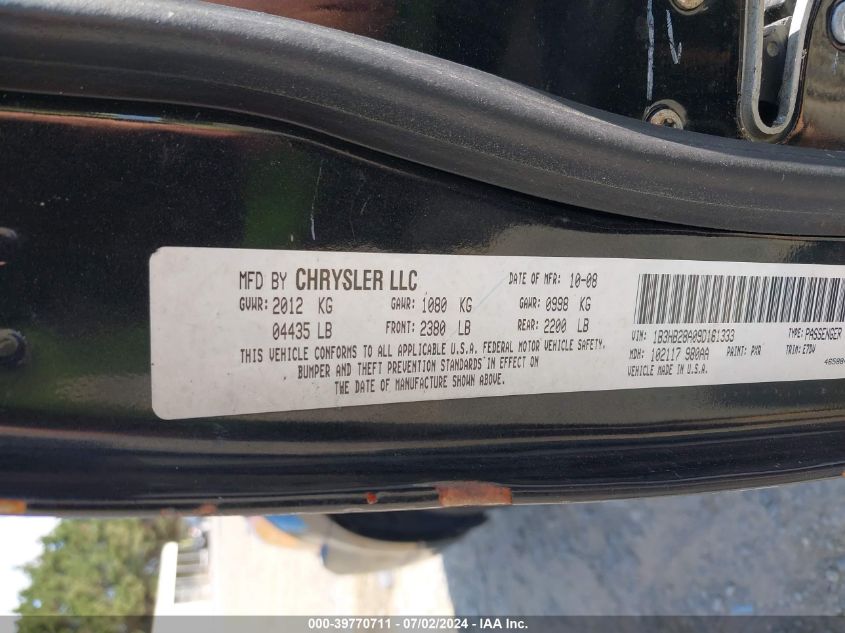 MFD BY CHRYSLER LLC DATE OF MFR: 10-08
GVWR: 2012 KG GAWR: 1080 KG GAWR: 0998 KG
04435 LB FRONT: 2380 LB REAR: 2200 LB
THIS VEHICLE CONFORMS TO ALL APPLICABLE U.S.A. FEDERAL MOTOR VEHICLE SAFETY,
BUMPER AND THEFT PREVENTION STANDARDS IN EFFECT ON
THE DATE OF MANUFACTURE SHOWN ABOVE.
VIN: 1B3HB28A09D161333 TYPE: PASSENGER
MDH: 102117 980AA PAINT: PXR TRIM: E7DV
VEHICLE MADE IN U.S.A.
000-39770711 - 07/02/2024 - IAA Inc.